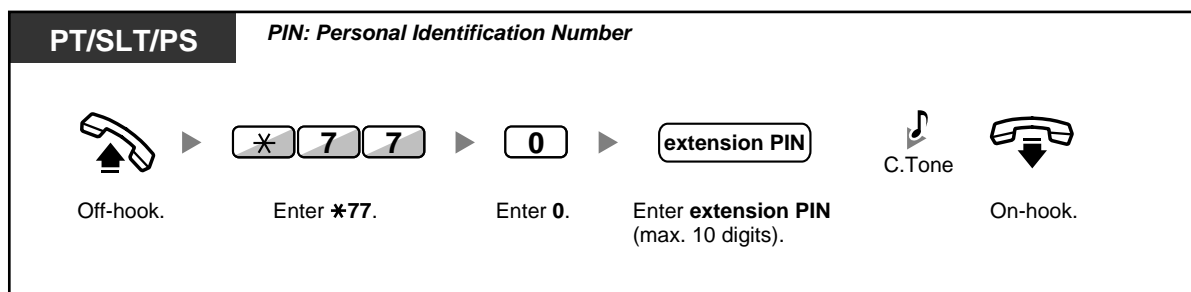 PT/SLT/PS PIN: Personal Identification Number
* 7 7 0 extension PIN
C.Tone
Off-hook. Enter *77. Enter 0. Enter extension PIN On-hook.
(max. 10 digits).